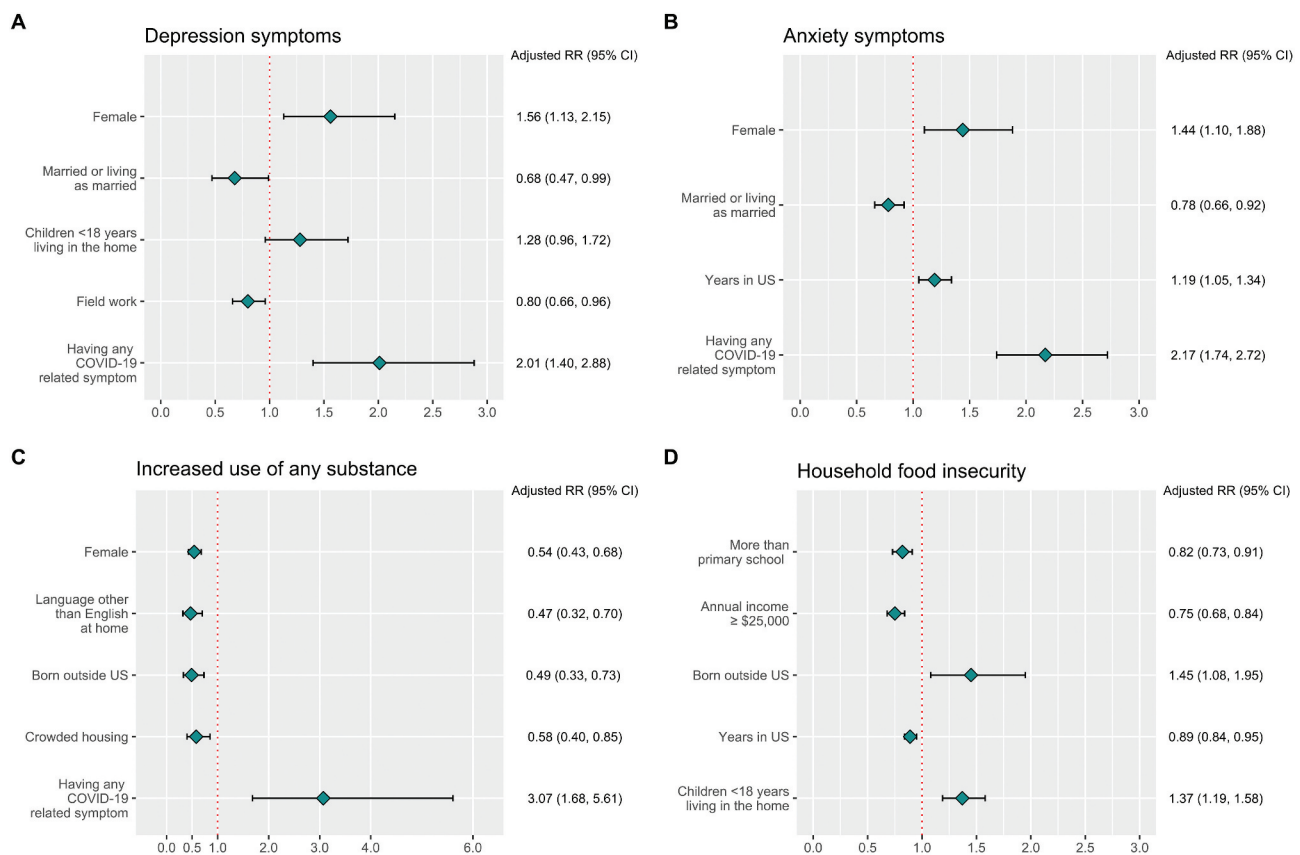 A
Depression symptoms
Adjusted RR (95% CI)
Female
1.56 (1.13, 2.15)
Married or living
as married
0.68 (0.47, 0.99)
Children <18 years
living in the home
1.28 (0.96, 1.72)
Field work
0.80 (0.66, 0.96)
Having any
COVID-19
related symptom
2.01 (1.40, 2.88)
0.0 0.5 1.0 1.5 2.0 2.5 3.0
B
Anxiety symptoms
Adjusted RR (95% CI)
Female
1.44 (1.10, 1.88)
Married or living
as married
0.78 (0.66, 0.92)
Years in US
1.19 (1.05, 1.34)
Having any
COVID-19
related symptom
2.17 (1.74, 2.72)
0.0 0.5 1.0 1.5 2.0 2.5 3.0
C
Increased use of any substance
Adjusted RR (95% CI)
Female
0.54 (0.43, 0.68)
Language other
than English
at home
0.47 (0.32, 0.70)
Born outside US
0.49 (0.33, 0.73)
Crowded housing
0.58 (0.40, 0.85)
Having any
COVID-19
related symptom
3.07 (1.68, 5.61)
0.0 0.5 1.0 2.0 3.0 4.0 6.0
D
Household food insecurity
Adjusted RR (95% CI)
More than
primary school
0.82 (0.73, 0.91)
Annual income
≥ $25,000
0.75 (0.68, 0.84)
Born outside US
1.45 (1.08, 1.95)
Years in US
0.89 (0.84, 0.95)
Children <18 years
living in the home
1.37 (1.19, 1.58)
0.0 0.5 1.0 1.5 2.0 2.5 3.0